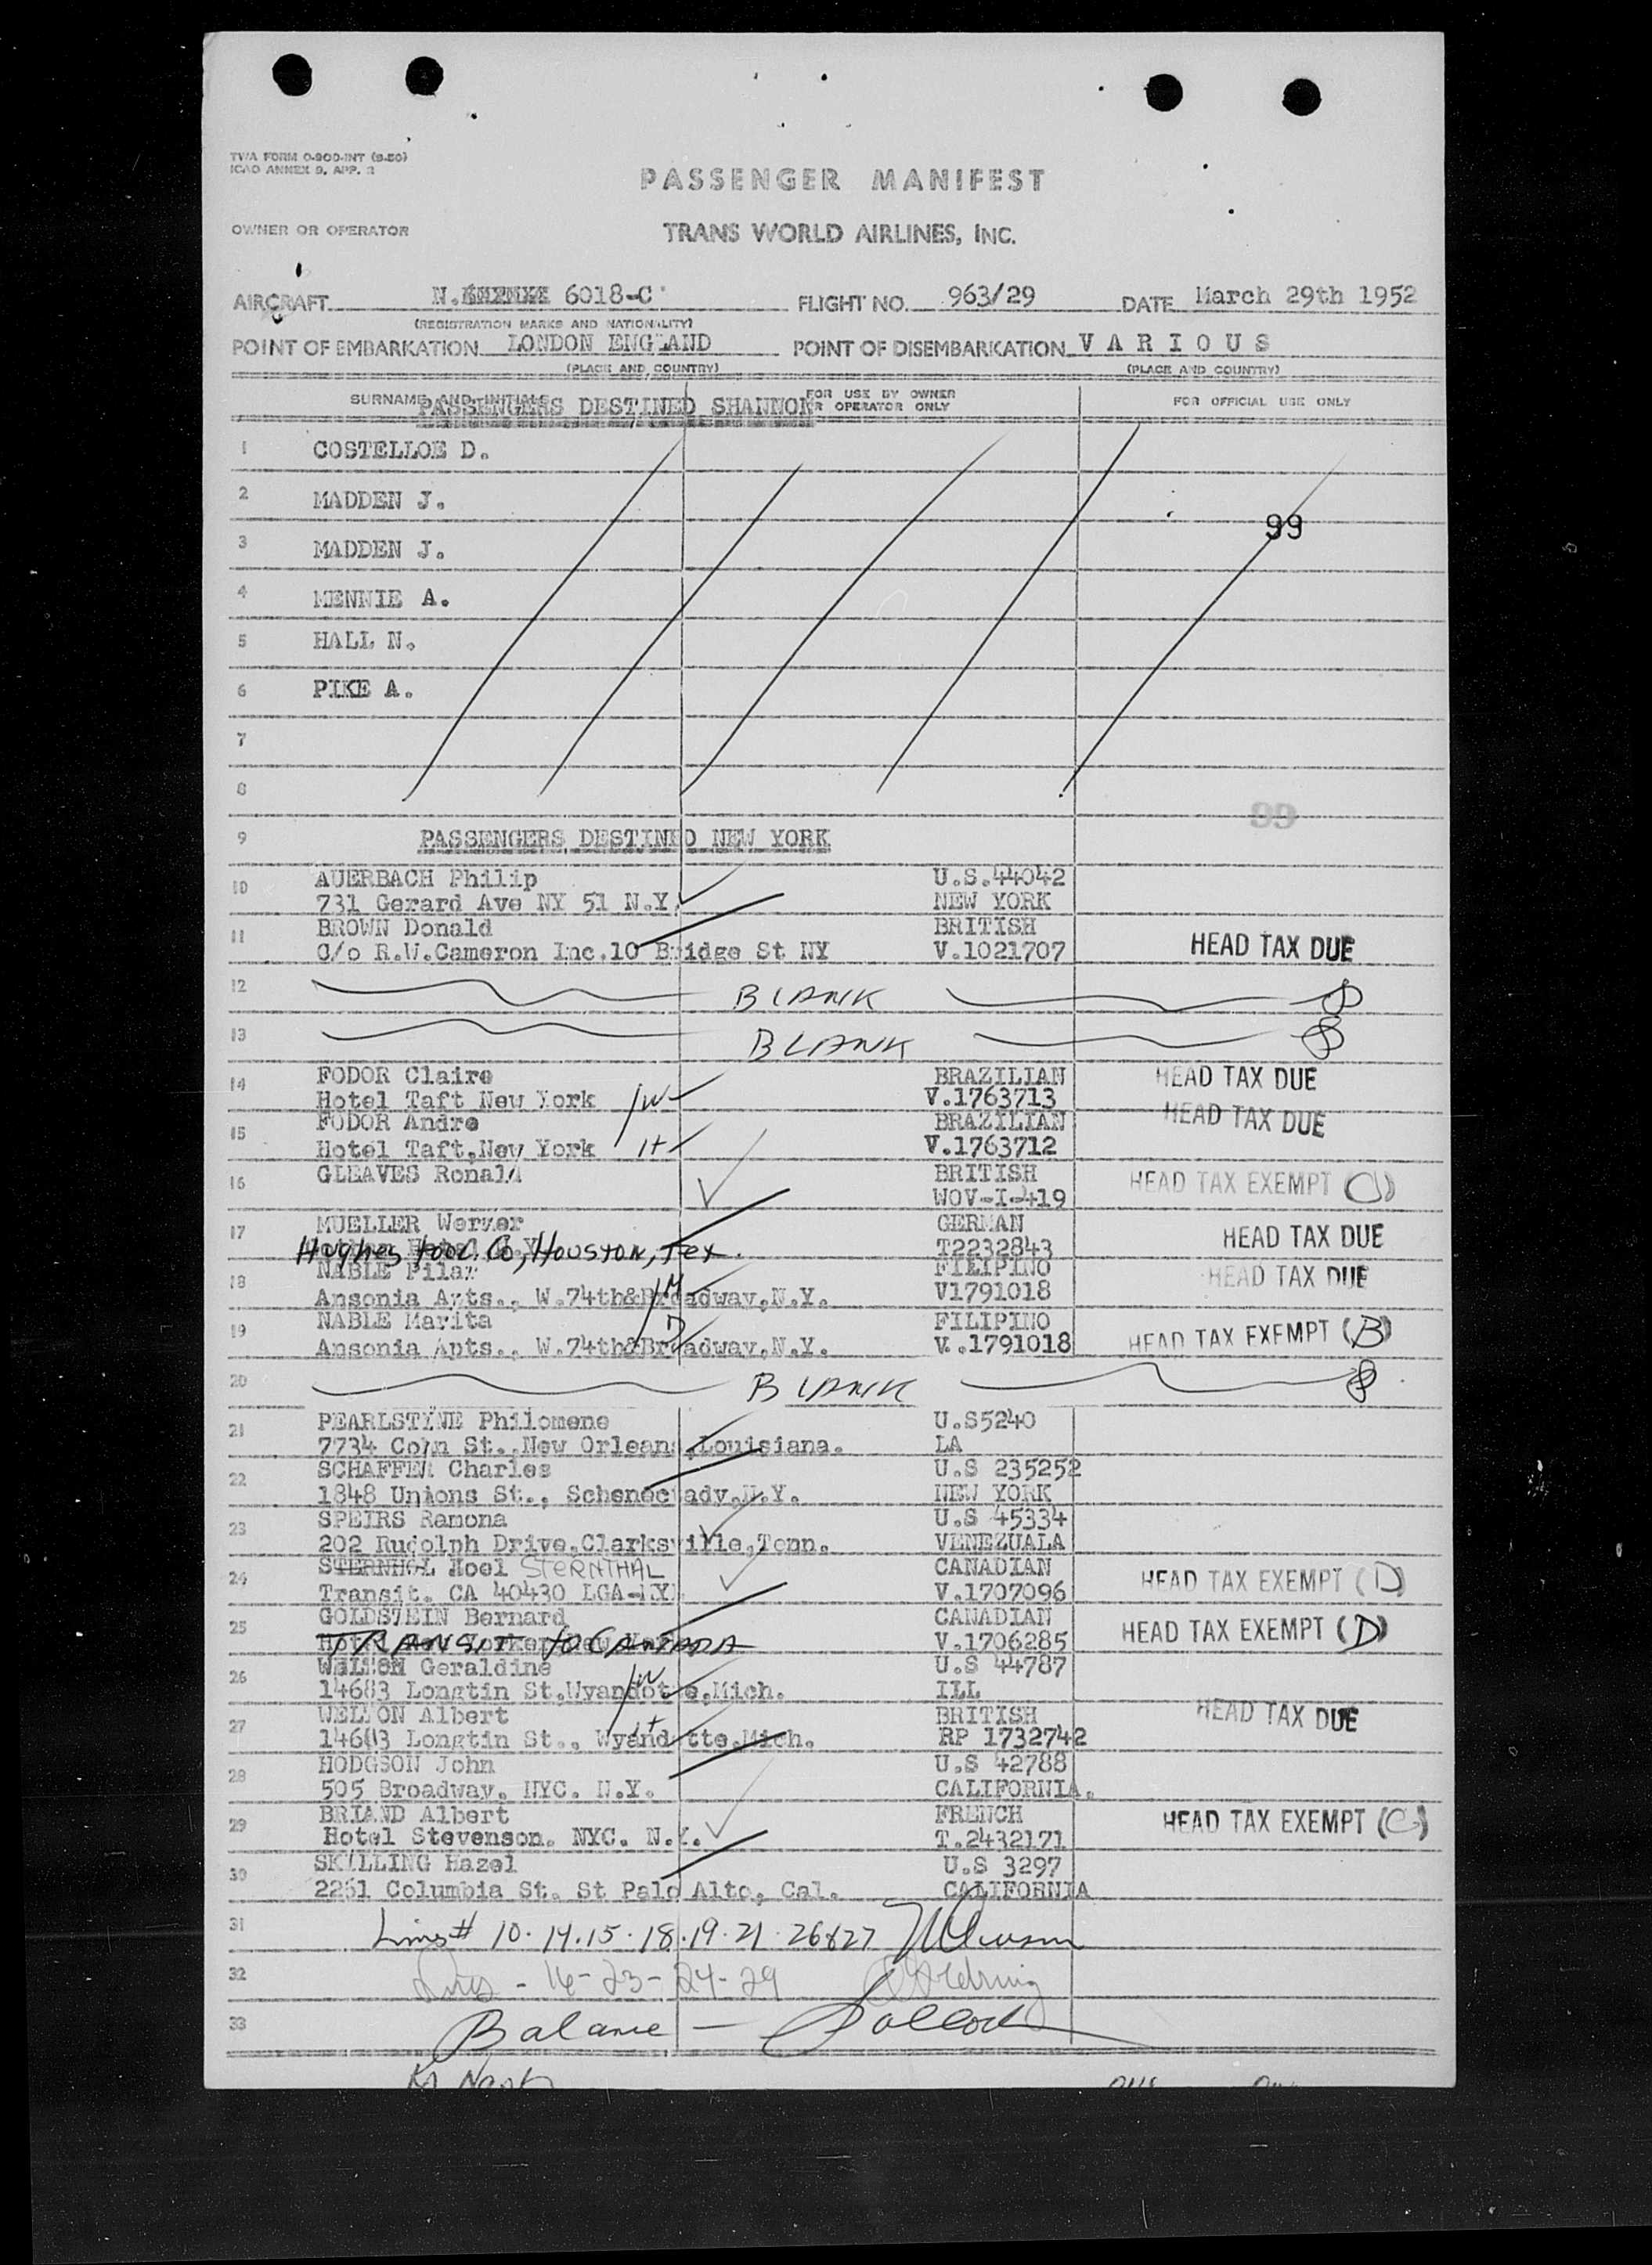 TWA FORM O-900-INT (9-50)
ICAO ANNEX 9, APP. 2
PASSENGER MANIFEST
OWNER OR OPERATOR TRANS WORLD AIRLINES, INC.
AIRCRAFT N. 6018-C FLIGHT NO. 963/29 DATE March 29th 1952
(REGISTRATION MARKS AND NATIONALITY)
POINT OF EMBARKATION LONDON ENGLAND POINT OF DISEMBARKATION V A R I O U S
(PLACE AND COUNTRY) (PLACE AND COUNTRY)
SURNAME AND INITIALS FOR USE BY OWNER OR OPERATOR ONLY FOR OFFICIAL USE ONLY
PASSENGERS DESTINED SHANNON
1 COSTELLOE D.
2 MADDEN J.
99
3 MADDEN J.
4 MENNIE A.
5 HALL N.
6 PIKE A.
7
8
99
9 PASSENGERS DESTINED NEW YORK
10 AUERBACH Philip U.S.44042
731 Gerard Ave NY 51 N.Y. NEW YORK
11 BROWN Donald BRITISH
C/o R.W.Cameron Inc.10 Bridge St NY V.1021707 HEAD TAX DUE
12 BLANK
13 BLANK
14 FODOR Claire BRAZILIAN HEAD TAX DUE
Hotel Taft New York W V.1763713
15 FODOR Andre BRAZILIAN HEAD TAX DUE
Hotel Taft,New York H V.1763712
16 GLEAVES Ronald BRITISH HEAD TAX EXEMPT
WOV-I-419
17 MUELLER Werner GERMAN HEAD TAX DUE
Hughes Tool Co, Houston, Tex. T2232843
18 NABLE Pilar FILIPINO HEAD TAX DUE
Ansonia Apts., W.74th&Broadway,N.Y. M V1791018
19 NABLE Marita FILIPINO HEAD TAX EXEMPT (B)
Ansonia Apts., W.74th&Broadway,N.Y. D V.1791018
20 BLANK
21 PEARLSTINE Philomene U.S5240
7734 Cohn St.,New Orleans,Louisiana. LA
22 SCHAFFER Charles U.S 235252
1848 Unions St., Schenectady,N.Y. NEW YORK
23 SPEIRS Ramona U.S 45334
202 Rudolph Drive,Clarksville,Tenn. VENEZUALA
24 STERNHOL Noel STERNTHAL CANADIAN HEAD TAX EXEMPT (D)
Transit. CA 40430 LGA-YX V.1707096
25 GOLDSTEIN Bernard CANADIAN HEAD TAX EXEMPT (D)
TRANSIT TO CANADA V.1706285
26 WELTON Geraldine U.S 44787
14683 Longtin St.Wyandotte,Mich. W ILL
27 WELTON Albert BRITISH HEAD TAX DUE
14683 Longtin St., Wyandotte,Mich. H RP 1732742
28 HODGSON John U.S 42788
505 Broadway. NYC. N.Y. CALIFORNIA.
29 BRIAND Albert FRENCH HEAD TAX EXEMPT (C)
Hotel Stevenson. NYC. N.Y. T.2432171
30 SKILLING Hazel U.S 3297
2251 Columbia St. St Palo Alto, Cal. CALIFORNIA
31 Lines # 10.14.15.18.19.21.26&27
32 Lines - 16-23-24-29
33 Balance - Pollock